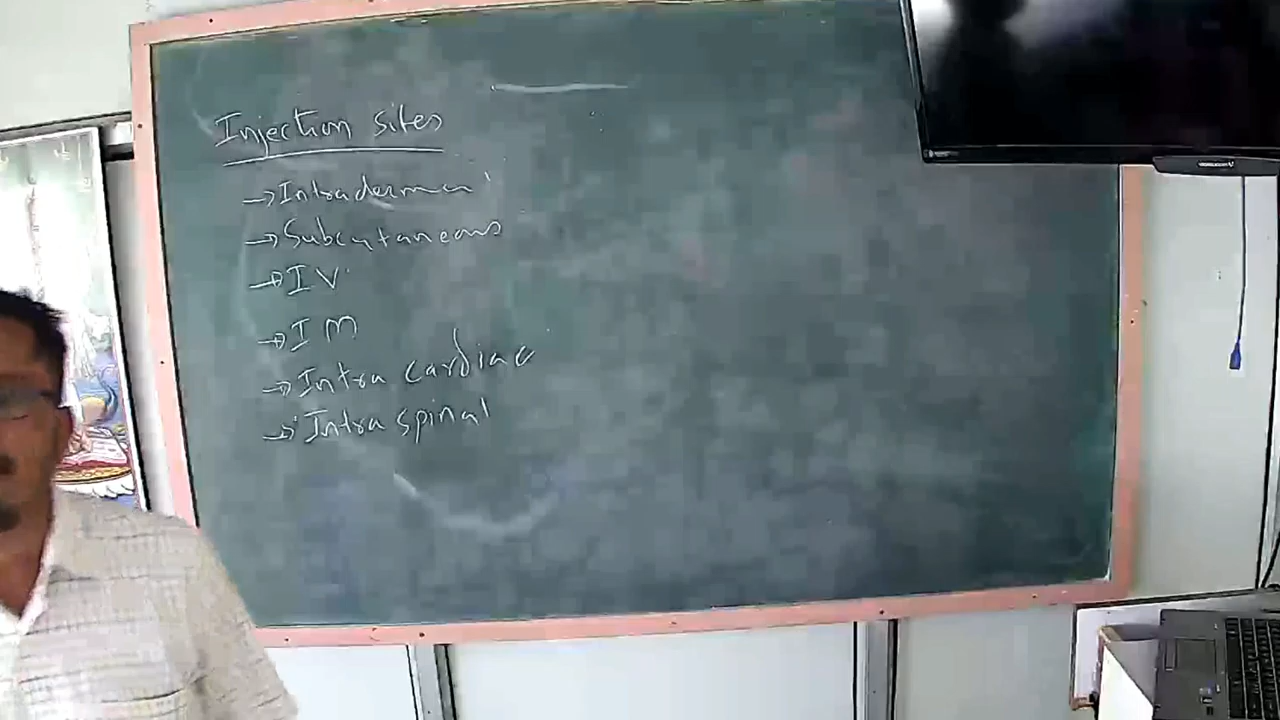 Injection sites
→ Intradermal
→ Subcutaneous
→ IV
→ IM
→ Intra cardiac
→ Intra spinal